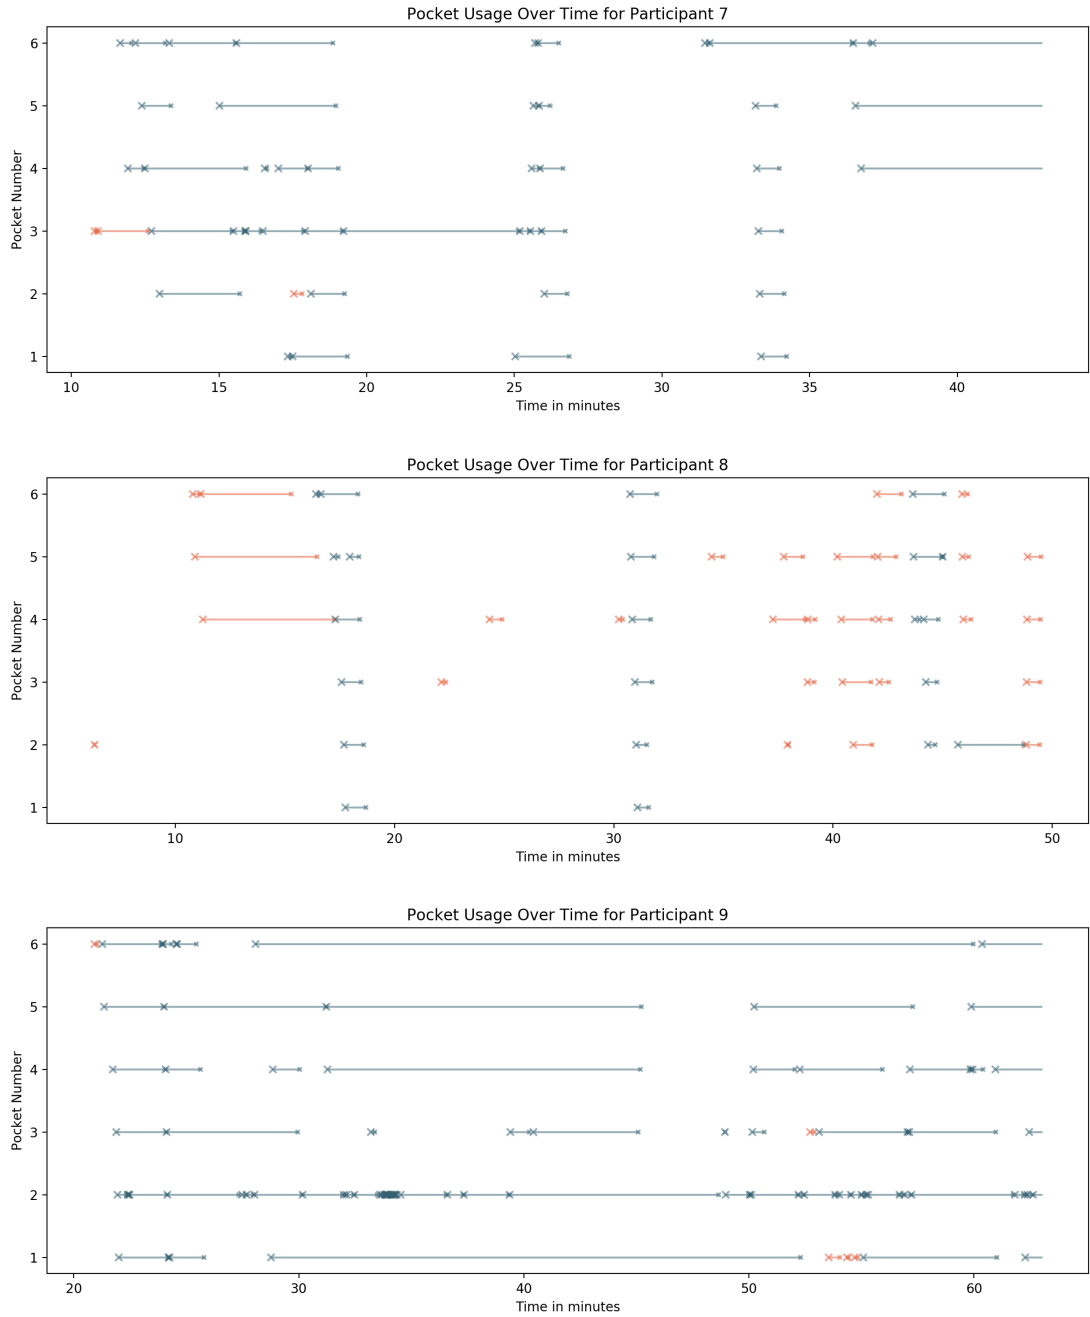 Pocket Usage Over Time for Participant 7
6
5
4
3
2
1
Pocket Number
10 15 20 25 30 35 40
Time in minutes
Pocket Usage Over Time for Participant 8
6
5
4
3
2
1
Pocket Number
10 20 30 40 50
Time in minutes
Pocket Usage Over Time for Participant 9
6
5
4
3
2
1
Pocket Number
20 30 40 50 60
Time in minutes